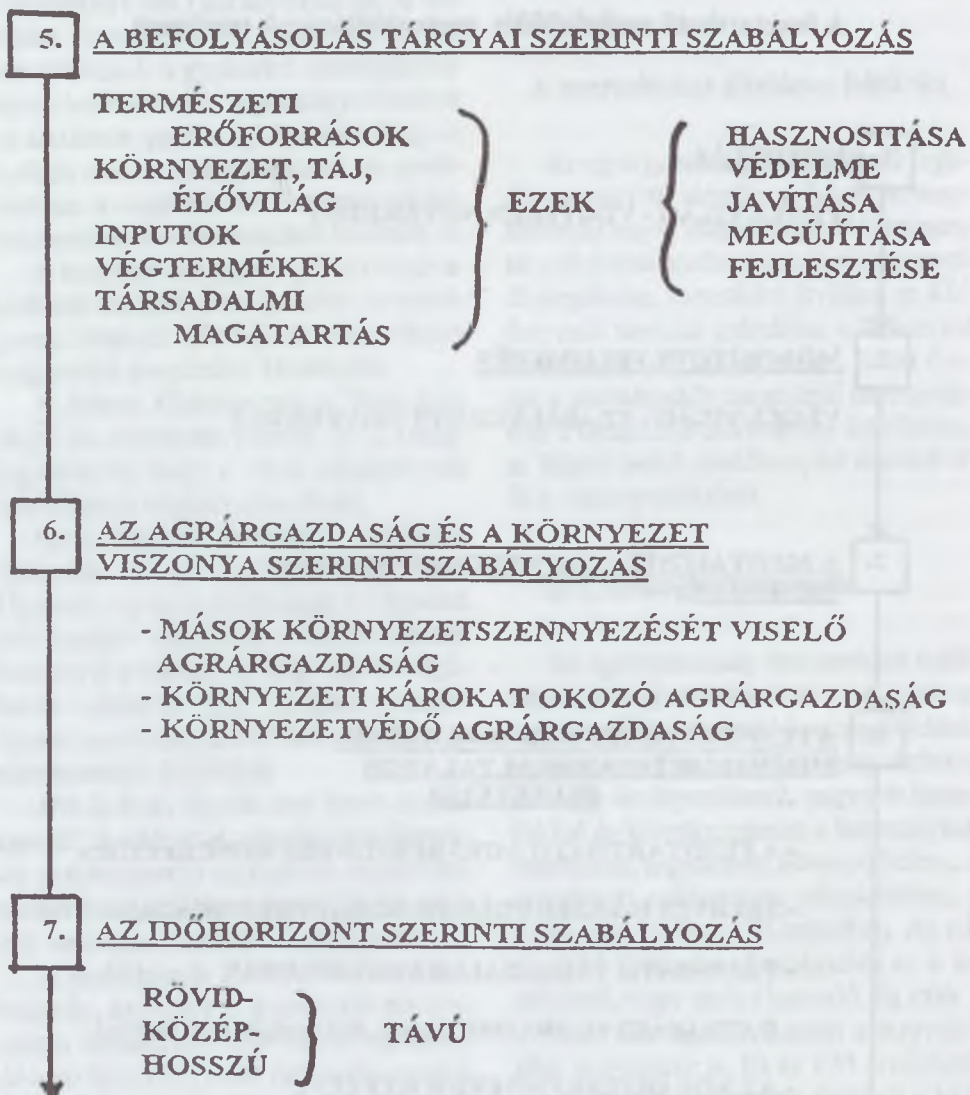 5. A BEFOLYÁSOLÁS TÁRGYAI SZERINTI SZABÁLYOZÁS
TERMÉSZETI
ERŐFORRÁSOK
KÖRNYEZET, TAJ,
ÉLŐVILÁG
INPUTOK
VÉGTERMÉKEK
TÁRSADALMI
MAGATARTÁS
EZEK
HASZNOSITÁSA
VÉDELME
JAVÍTÁSA
MEGÚJÍTÁSA
FEJLESZTÉSE
6. AZ AGRÁRGAZDASÁG ÉS A KÖRNYEZET
VISZONYA SZERINTI SZABÁLYOZÁS
- MÁSOK KÖRNYEZETSZENNYEZÉSÉT VISELŐ
AGRÁRGAZDASÁG
- KÖRNYEZETI KÁROKAT OKOZÓ AGRÁRGAZDASÁG
- KÖRNYEZETVÉDŐ AGRÁRGAZDASÁG
7. AZ IDŐHORIZONT SZERINTI SZABÁLYOZÁS
RÖVID-
KÖZÉP-
HOSSZÚ
TÁVÚ